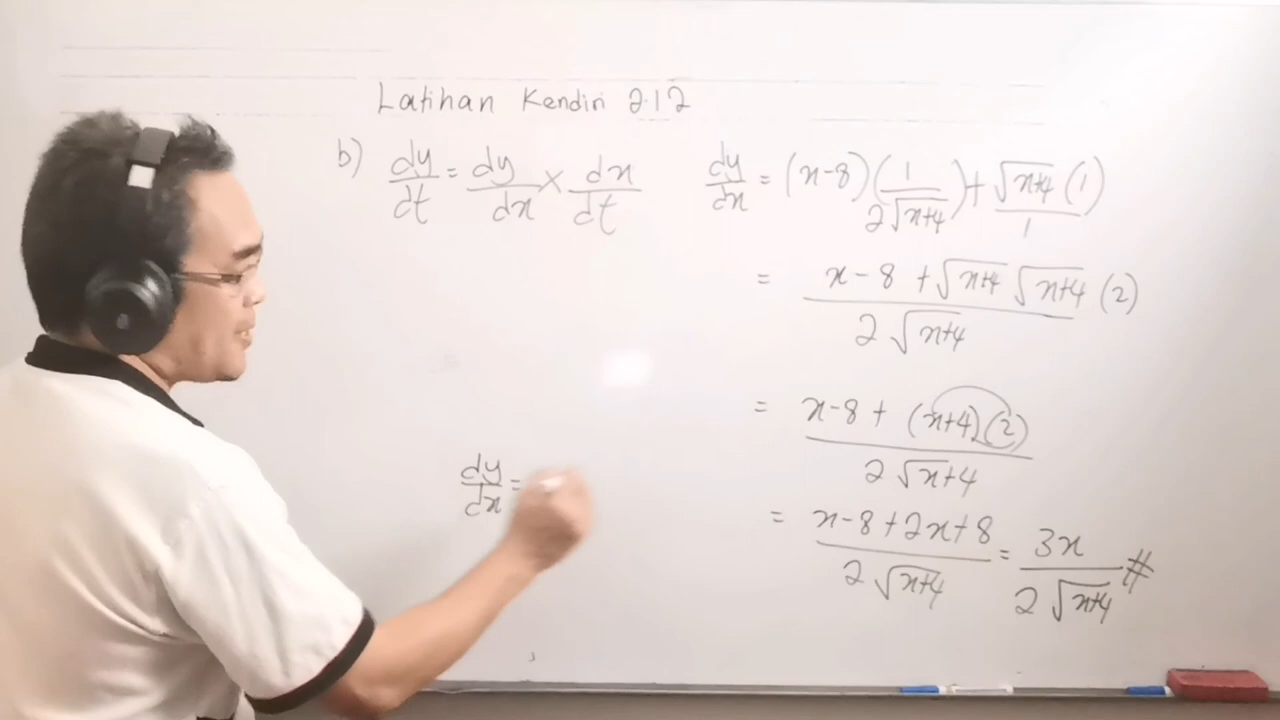 Latihan Kendiri 2.12
b) dy/dt = dy/dx × dx/dt
dy/dx = (x-8)(1/2√(x+4)) + √(x+4)(1)/1
= x-8+√(x+4) √(x+4) (2) / 2√(x+4)
= x-8+(x+4)(2) / 2√(x+4)
= x-8+2x+8 / 2√(x+4) = 3x / 2√(x+4) #
dy/dx =